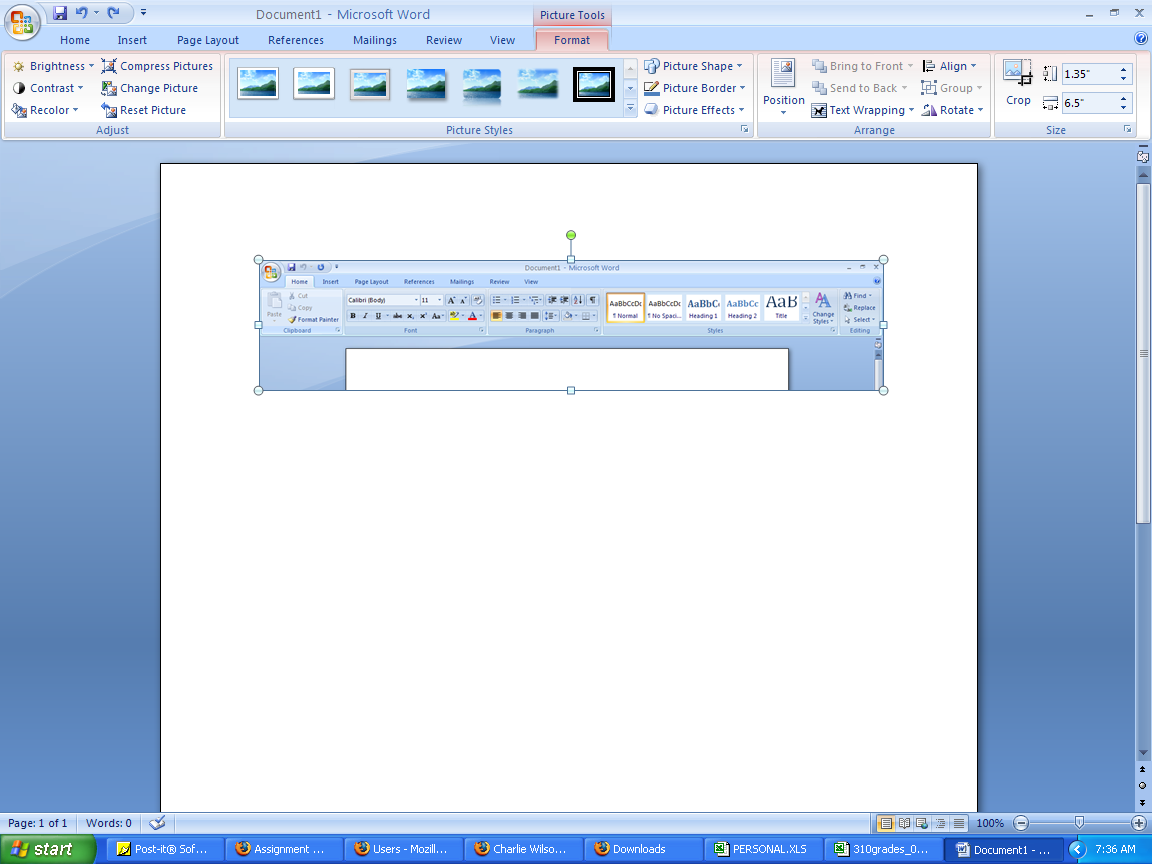 Document1 - Microsoft Word
Picture Tools
Home Insert Page Layout References Mailings Review View Format
Brightness Compress Pictures Picture Shape Bring to Front Align 1.35"
Contrast Change Picture Picture Border Position Send to Back Group Crop
Recolor Reset Picture Picture Effects Text Wrapping Rotate 6.5"
Adjust Picture Styles Arrange Size
Document1 - Microsoft Word
Home Insert Page Layout References Mailings Review View
Cut Calibri (Body) 11 A A AaBbCcDc AaBbCcDc AaBbC AaBbCc AaB A Find
Paste Copy Replace
Format Painter B I U abc x₂ x² Aa A ¶ Normal ¶ No Spaci... Heading 1 Heading 2 Title Change Styles Select
Clipboard Font Paragraph Styles Editing
Page: 1 of 1 Words: 0 100%
start Post-it® Sof... Assignment ... Users - Mozill... Charlie Wilso... Downloads PERSONAL.XLS 310grades_0... Document1 - ... 7:36 AM